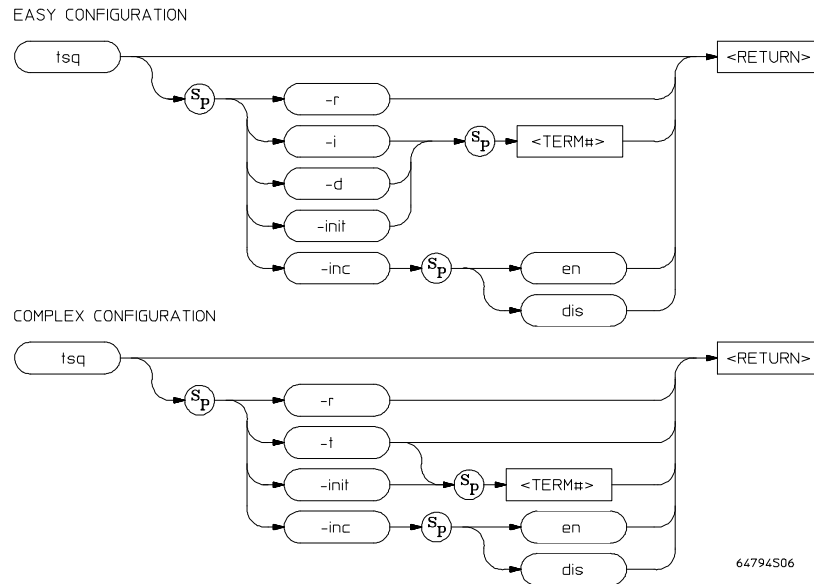 EASY CONFIGURATION
tsq
<RETURN>
Sp
-r
-i
Sp
<TERM#>
-d
-init
-inc
Sp
en
dis
COMPLEX CONFIGURATION
tsq
<RETURN>
Sp
-r
-t
-init
Sp
<TERM#>
-inc
Sp
en
dis
64794S06